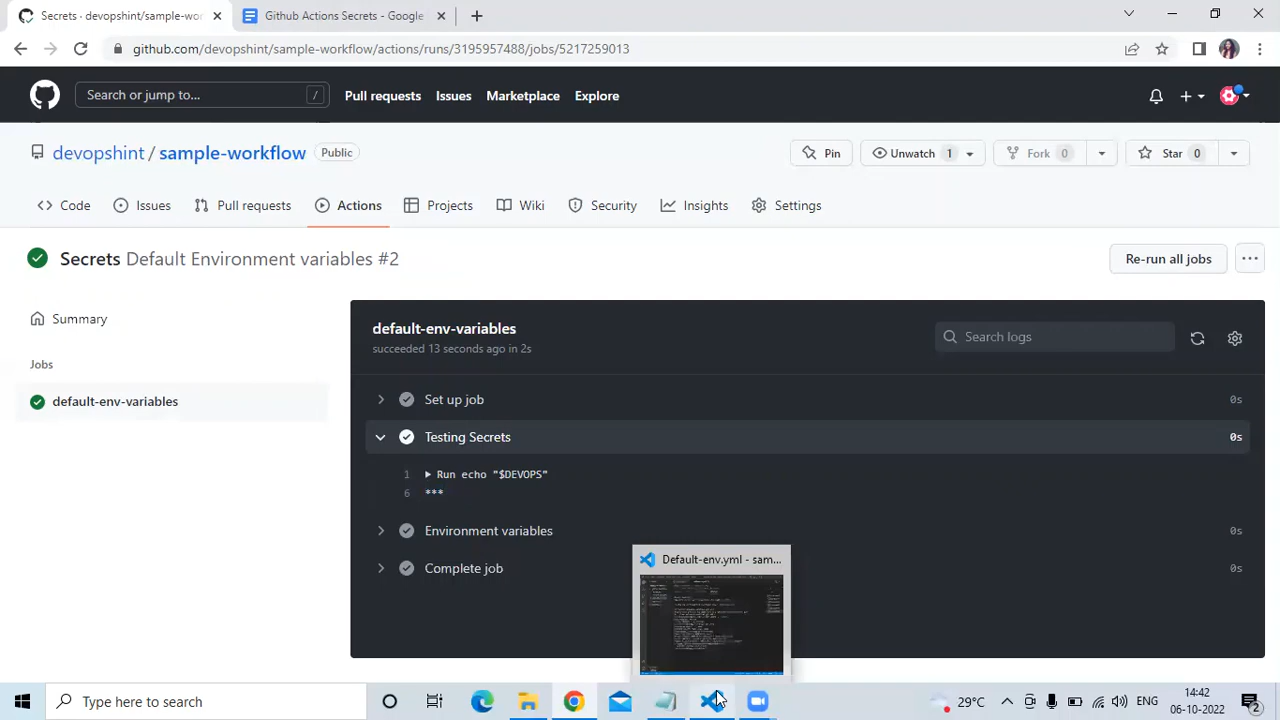 Secrets · devopshint/sample-wor
Github Actions Secrets - Google
github.com/devopshint/sample-workflow/actions/runs/3195957488/jobs/5217259013
Search or jump to... /
Pull requests Issues Marketplace Explore
devopshint / sample-workflow Public
Pin
Unwatch 1
Fork 0
Star 0
Code Issues Pull requests Actions Projects Wiki Security Insights Settings
Secrets Default Environment variables #2
Re-run all jobs
Summary
Jobs
default-env-variables
default-env-variables
succeeded 13 seconds ago in 2s
Search logs
Set up job 0s
Testing Secrets 0s
1 Run echo "$DEVOPS"
6 ***
Environment variables 0s
Complete job 0s
Default-env.yml - sam...
Type here to search
29°C
14:42
06-10-2022
2